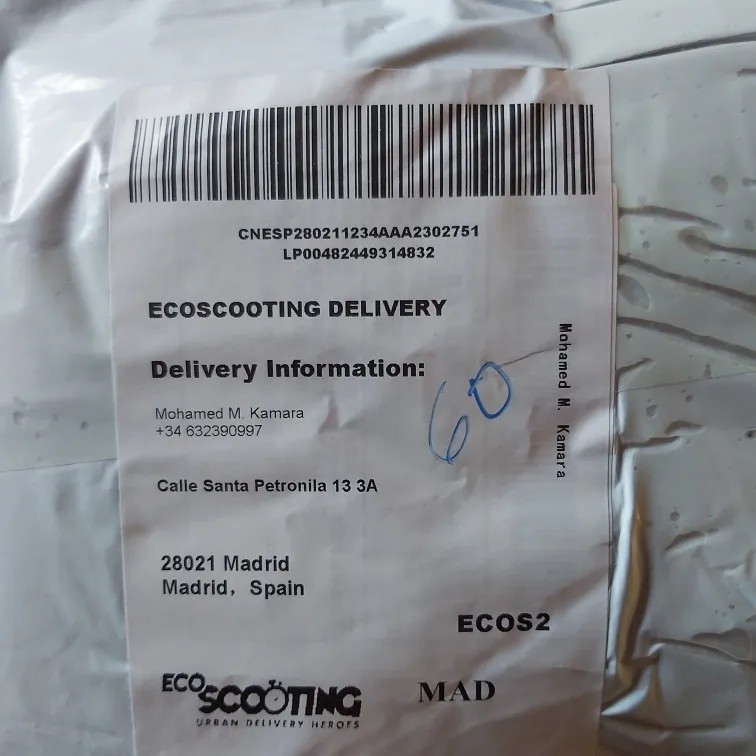 CNESP280211234AAA2302751
LP00482449314832
ECOSCOOTING DELIVERY
Delivery Information:
Mohamed M. Kamara
+34 632390997
Mohamed M. Kamara
60
Calle Santa Petronila 13 3A
28021 Madrid
Madrid, Spain
ECOS2
ECO
SCOOTING
URBAN DELIVERY HEROES
MAD